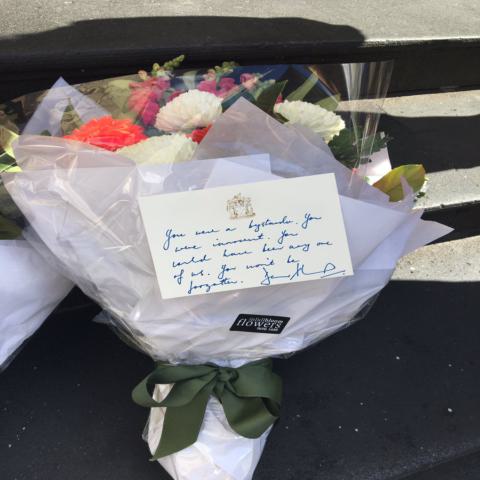 You were a bystander. You
were innocent. You
could have been any one
of us. You won't be
forgotten.
flowers